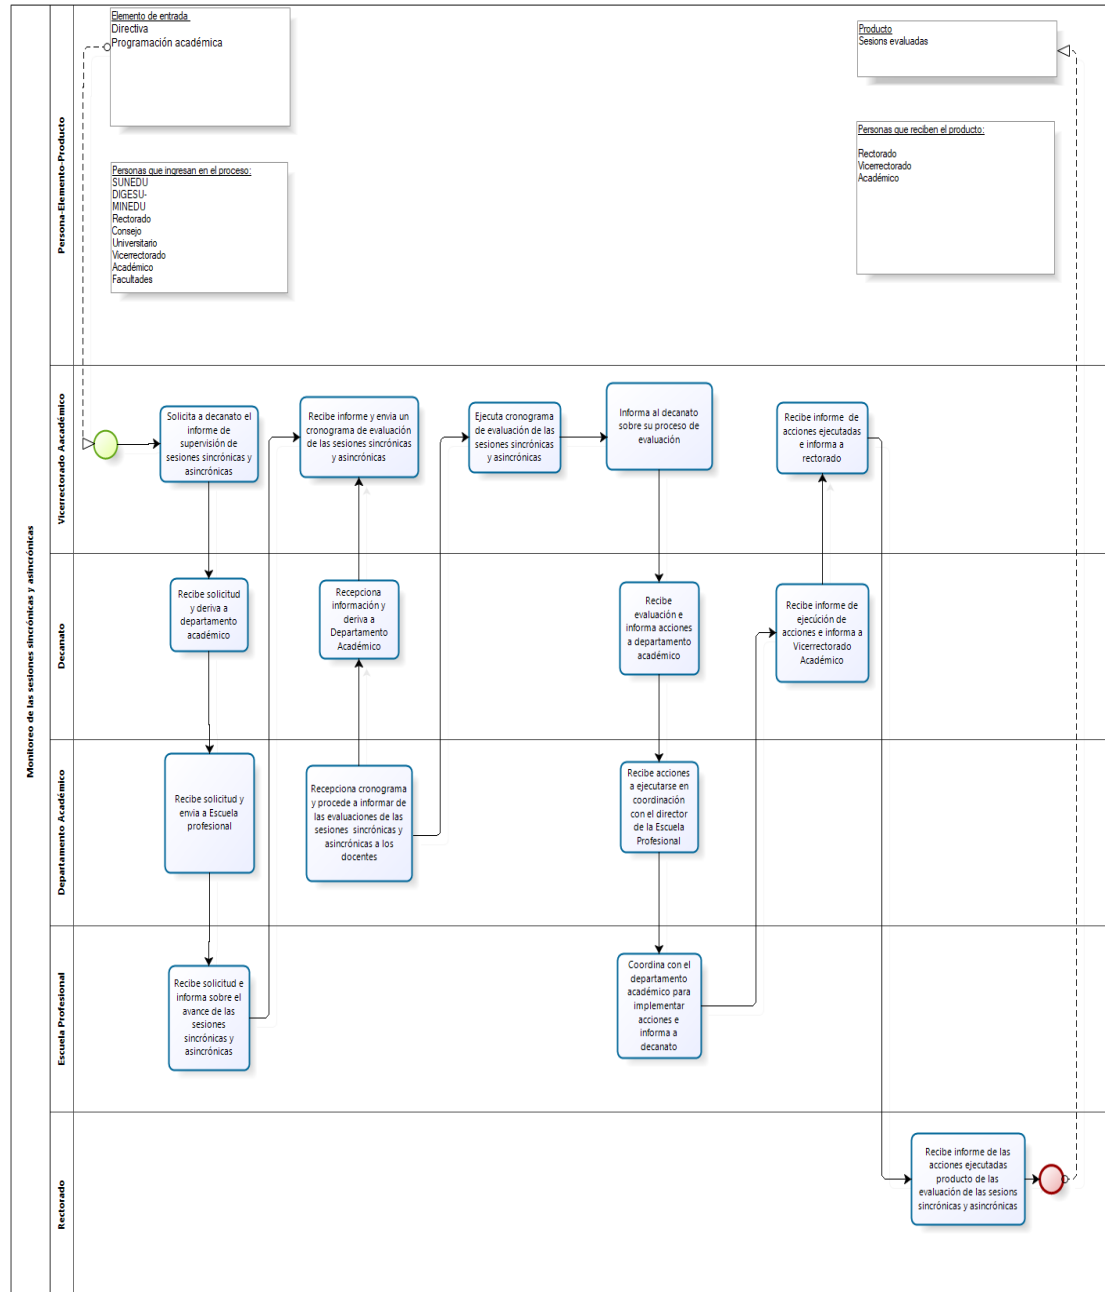 Monitoreo de las sesiones sincrónicas y asincrónicas
Persona-Elemento-Producto
Elemento de entrada
Directiva
Programación académica
Personas que ingresan en el proceso:
SUNEDU
DIGESU-
MINEDU
Rectorado
Consejo
Universitario
Vicerrectorado
Académico
Facultades
Producto
Sesions evaluadas
Personas que reciben el producto:
Rectorado
Vicerrectorado
Académico
Vicerrectorado Aacadémico
Solicita a decanato el
informe de
supervisión de
sesiones sincrónicas y
asincrónicas
Recibe informe y envia un
cronograma de evaluación
de las sesiones sincrónicas
y asincrónicas
Ejecuta cronograma
de evaluación de las
sesiones sincrónicas
y asincrónicas
Informa al decanato
sobre su proceso de
evaluación
Recibe informe de
acciones ejecutadas
e informa a
rectorado
Decanato
Recibe solicitud
y deriva a
departamento
académico
Recepciona
información y
deriva a
Departamento
Académico
Recibe
evaluación e
informa acciones
a departamento
académico
Recibe informe de
ejecúción de
acciones e informa a
Vicerrectorado
Académico
Departamento Académico
Recibe solicitud y
envia a Escuela
profesional
Recepciona cronograma
y procede a informar de
las evaluaciones de las
sesiones sincrónicas y
asincrónicas a los
docentes
Recibe acciones
a ejecutarse en
coordinación
con el director
de la Escuela
Profesional
Escuela Profesional
Recibe solicitud e
informa sobre el
avance de las
sesiones
sincrónicas y
asincrónicas
Coordina con el
departamento
académico para
implementar
acciones e
informa a
decanato
Rectorado
Recibe informe de las
acciones ejecutadas
producto de las
evaluación de las sesions
sincrónicas y asincrónicas